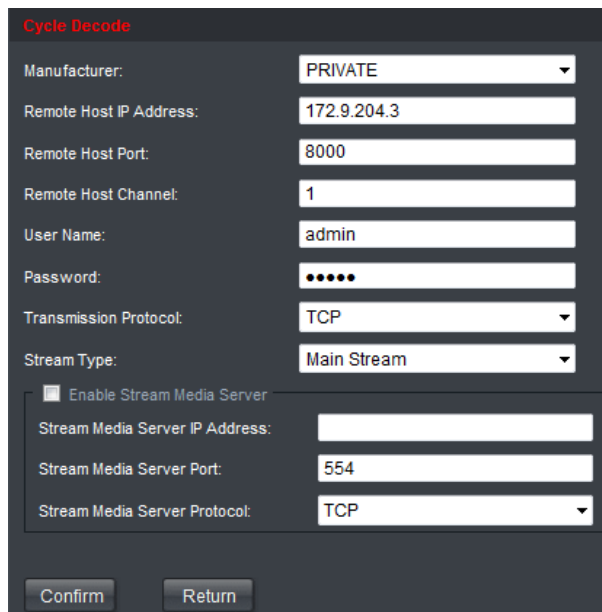 Cycle Decode
Manufacturer: PRIVATE
Remote Host IP Address: 172.9.204.3
Remote Host Port: 8000
Remote Host Channel: 1
User Name: admin
Password: •••••
Transmission Protocol: TCP
Stream Type: Main Stream
Enable Stream Media Server
Stream Media Server IP Address:
Stream Media Server Port: 554
Stream Media Server Protocol: TCP
Confirm Return